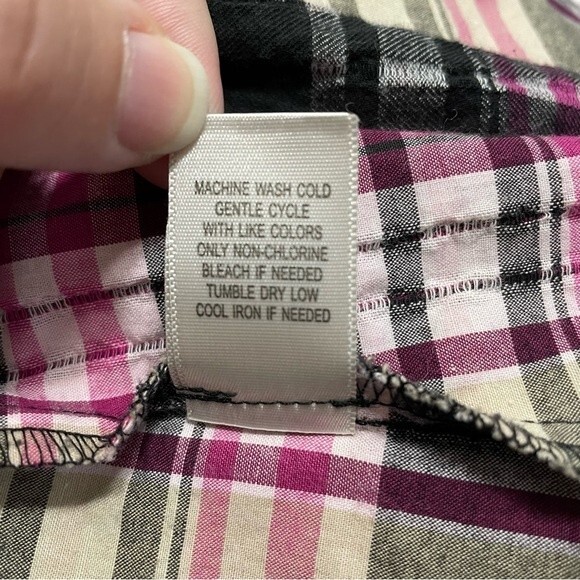 MACHINE WASH COLD
GENTLE CYCLE
WITH LIKE COLORS
ONLY NON-CHLORINE
BLEACH IF NEEDED
TUMBLE DRY LOW
COOL IRON IF NEEDED